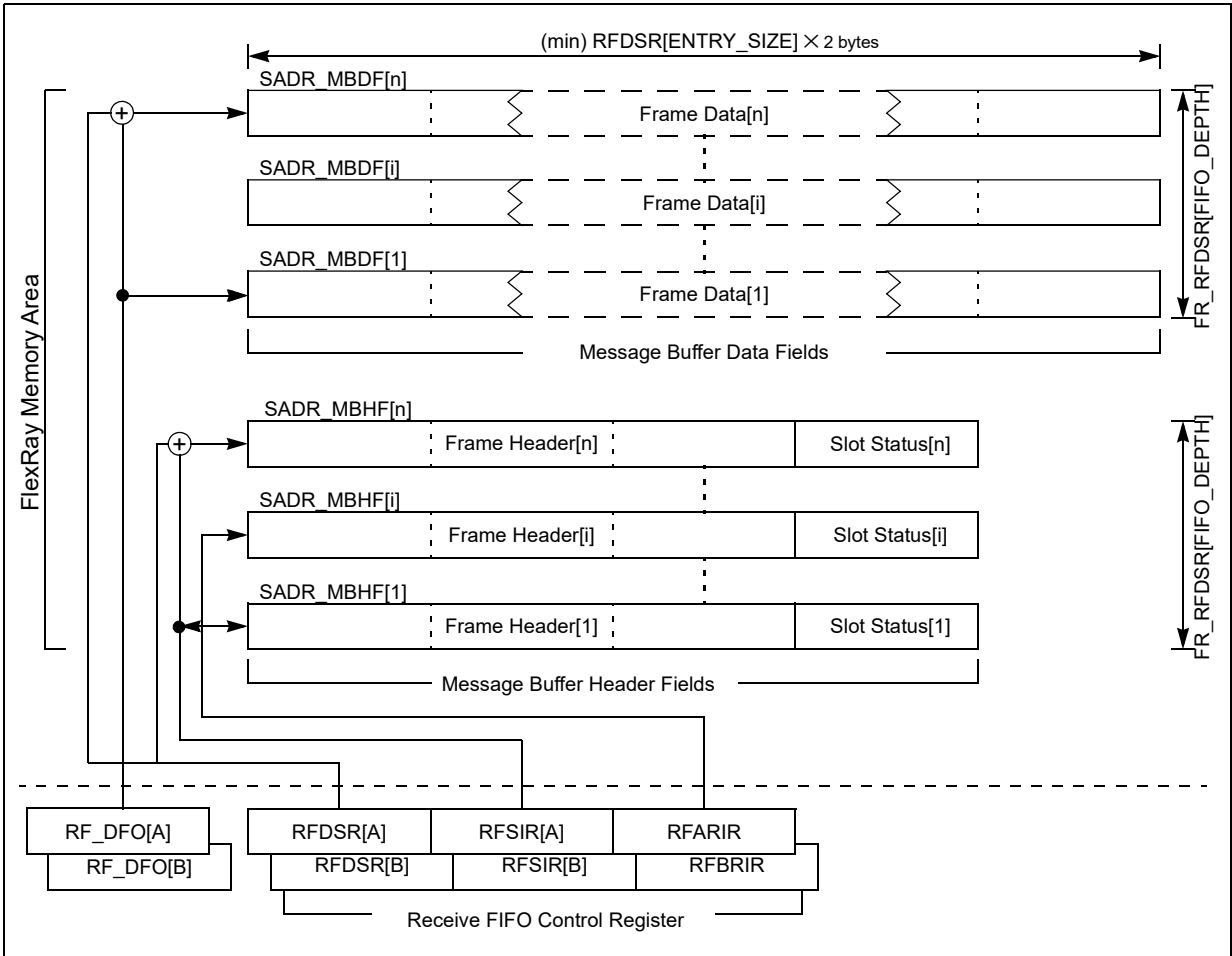 (min) RFDSR[ENTRY_SIZE] × 2 bytes
SADR_MBDF[n]
Frame Data[n]
SADR_MBDF[i]
Frame Data[i]
SADR_MBDF[1]
Frame Data[1]
Message Buffer Data Fields
FR_RFDSR[FIFO_DEPTH]
FlexRay Memory Area
SADR_MBHF[n]
Frame Header[n] Slot Status[n]
SADR_MBHF[i]
Frame Header[i] Slot Status[i]
SADR_MBHF[1]
Frame Header[1] Slot Status[1]
Message Buffer Header Fields
FR_RFDSR[FIFO_DEPTH]
RF_DFO[A] RFDSR[A] RFSIR[A] RFARIR
RF_DFO[B] RFDSR[B] RFSIR[B] RFBRIR
Receive FIFO Control Register